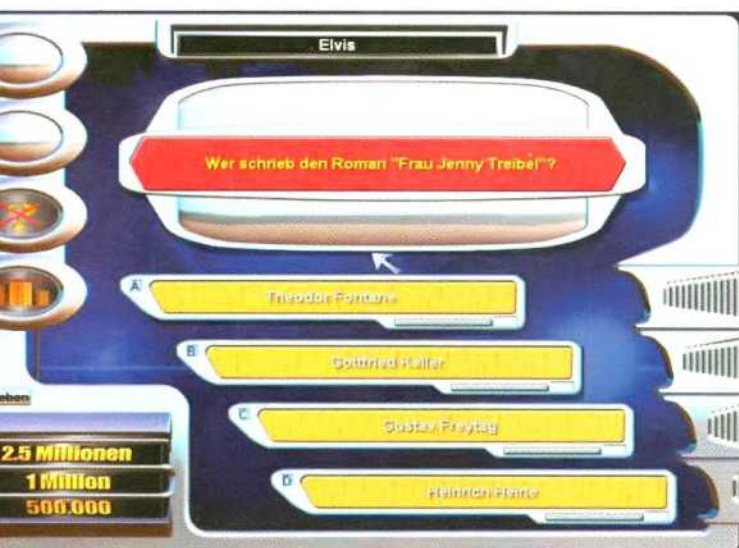 Elvis
Wer schrieb den Roman "Frau Jenny Treibel"?
A
Theodor Fontane
B
Gottfried Keller
C
Gustav Freytag
D
Heinrich Heine
eben
2.5 Millionen
1 Million
500.000